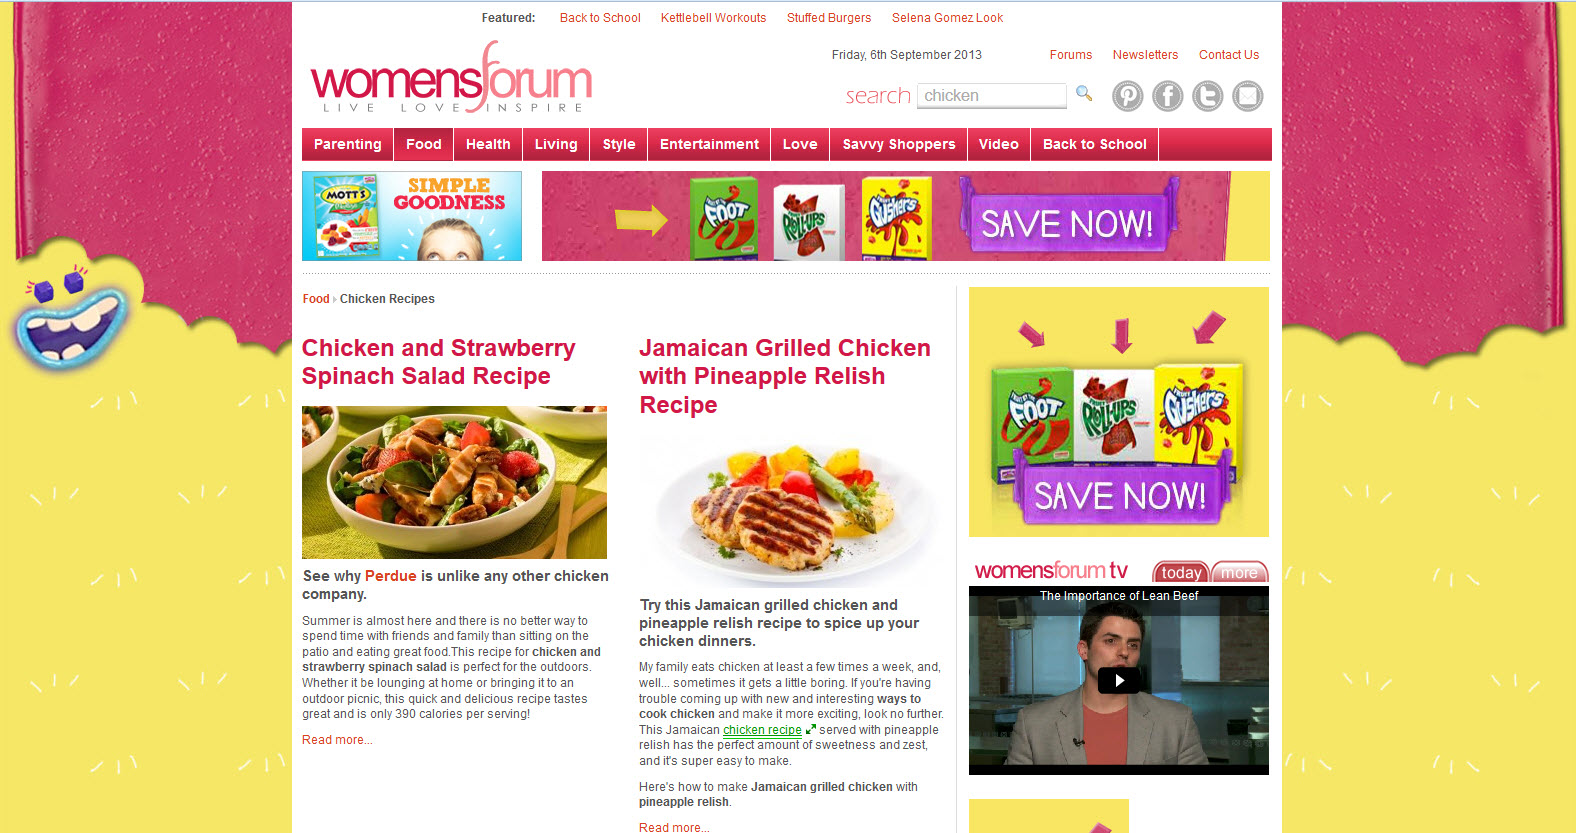 Featured: Back to School Kettlebell Workouts Stuffed Burgers Selena Gomez Look
womensforum
LIVE LOVE INSPIRE
Friday, 6th September 2013 Forums Newsletters Contact Us
search chicken
Parenting Food Health Living Style Entertainment Love Savvy Shoppers Video Back to School
MOTT'S
SIMPLE
GOODNESS
FOOT
FRUIT ROLL-UPS
Gushers
SAVE NOW!
Food Chicken Recipes
Chicken and Strawberry
Spinach Salad Recipe
See why Perdue is unlike any other chicken
company.
Summer is almost here and there is no better way to
spend time with friends and family than sitting on the
patio and eating great food.This recipe for chicken and
strawberry spinach salad is perfect for the outdoors.
Whether it be lounging at home or bringing it to an
outdoor picnic, this quick and delicious recipe tastes
great and is only 390 calories per serving!
Read more...
Jamaican Grilled Chicken
with Pineapple Relish
Recipe
Try this Jamaican grilled chicken and
pineapple relish recipe to spice up your
chicken dinners.
My family eats chicken at least a few times a week, and,
well... sometimes it gets a little boring. If you're having
trouble coming up with new and interesting ways to
cook chicken and make it more exciting, look no further.
This Jamaican chicken recipe served with pineapple
relish has the perfect amount of sweetness and zest,
and it's super easy to make.
Here's how to make Jamaican grilled chicken with
pineapple relish.
Read more...
FOOT
FRUIT ROLL-UPS
FRUIT Gushers
SAVE NOW!
womensforum tv today more
The Importance of Lean Beef